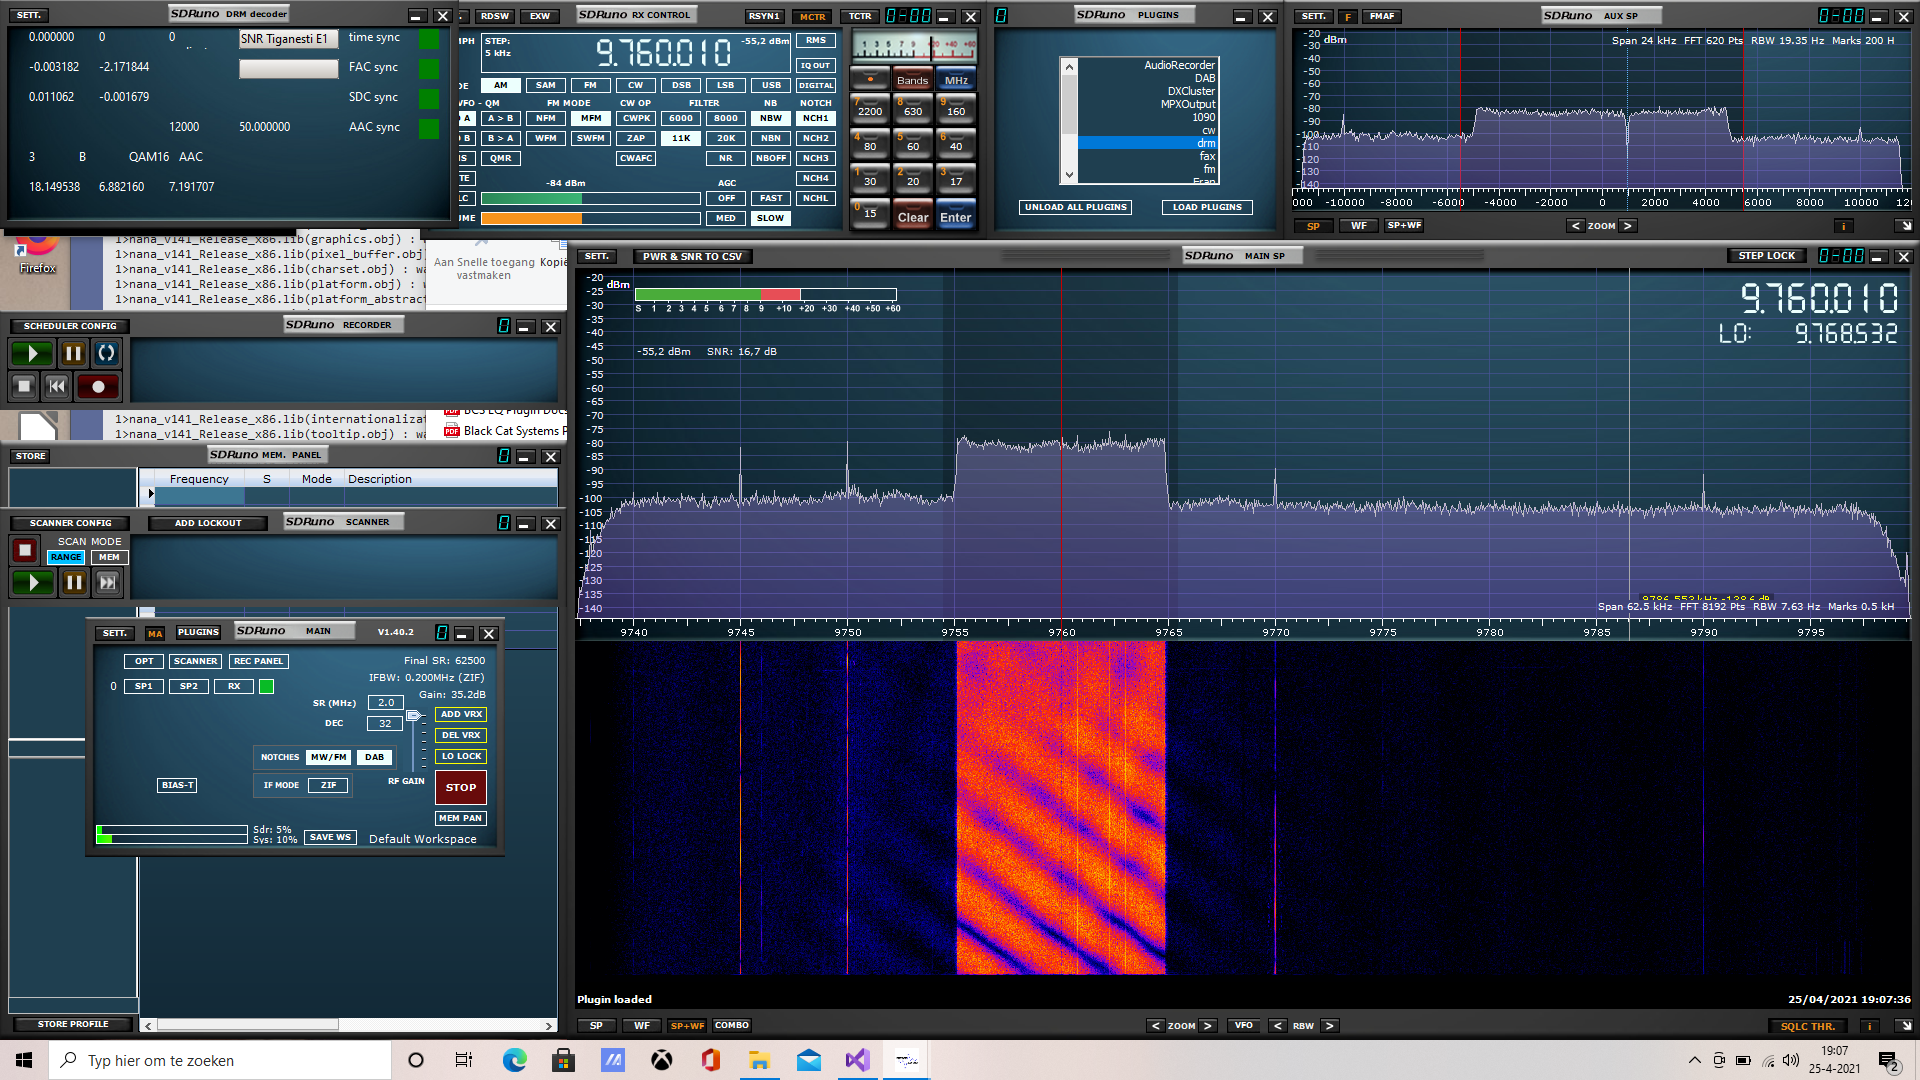 SETT.
SDRuno DRM decoder
0.000000 0 0 SNR Tiganesti E1 time sync
-0.003182 -2.171844 FAC sync
0.011062 -0.001679 SDC sync
12000 50.000000 AAC sync
3 B QAM16 AAC
18.149538 6.882160 7.191707
RDSW EXW SDRuno RX CONTROL RSYN1 MCTR TCTR 0-00
STEP: 5 kHz 9.760.010 -55,2 dBm RMS
IQ OUT
AM SAM FM CW DSB LSB USB DIGITAL
VFO - QM FM MODE CW OP FILTER NB NOTCH
A > B NFM MFM CWPK 6000 8000 NBW NCH1
B > A WFM SWFM ZAP 11K 20K NBN NCH2
QMR CWAFC NR NBOFF NCH3
NCH4
-84 dBm AGC
OFF FAST NCHL
MED SLOW
Bands MHz
7 2200 8 630 9 160
4 80 5 60 6 40
1 30 2 20 3 17
0 15 Clear Enter
0 SDRuno PLUGINS
AudioRecorder
DAB
DXCluster
MPXOutput
1090
cw
drm
fax
fm
UNLOAD ALL PLUGINS LOAD PLUGINS
SETT. F FMAF SDRuno AUX SP 0-00
dBm Span 24 kHz FFT 620 Pts RBW 19.35 Hz Marks 200 H
-20
-30
-40
-50
-60
-70
-80
-90
-100
-110
-120
-130
-140
-10000 -8000 -6000 -4000 -2000 0 2000 4000 6000 8000 10000
SP WF SP+WF < ZOOM > i
Firefox
1>nana_v141_Release_x86.lib(graphics.obj) : wa
1>nana_v141_Release_x86.lib(pixel_buffer.obj)
1>nana_v141_Release_x86.lib(charset.obj) : wa
1>nana_v141_Release_x86.lib(platform.obj) : w
1>nana_v141_Release_x86.lib(platform_abstract
Aan Snelle toegang vastmaken Kopië
SCHEDULER CONFIG SDRuno RECORDER 0
1>nana_v141_Release_x86.lib(internationalizat
1>nana_v141_Release_x86.lib(tooltip.obj) : wa
Black Cat Systems P
STORE SDRuno MEM. PANEL 0
Frequency S Mode Description
SCANNER CONFIG ADD LOCKOUT SDRuno SCANNER 0
SCAN MODE
RANGE MEM
SETT. MA PLUGINS SDRuno MAIN V1.40.2 0
OPT SCANNER REC PANEL Final SR: 62500
IFBW: 0.200MHz (ZIF)
0 SP1 SP2 RX Gain: 35.2dB
SR (MHz) 2.0 ADD VRX
DEC 32 DEL VRX
NOTCHES MW/FM DAB LO LOCK
BIAS-T IF MODE ZIF RF GAIN STOP
MEM PAN
Sdr: 5%
Sys: 10% SAVE WS Default Workspace
STORE PROFILE
SETT. PWR & SNR TO CSV SDRuno MAIN SP STEP LOCK 0-00
dBm
S 1 2 3 4 5 6 7 8 9 +10 +20 +30 +40 +50 +60
9.760.010
LO: 9.768.532
-55,2 dBm SNR: 16,7 dB
-20
-25
-30
-35
-40
-45
-50
-55
-60
-65
-70
-75
-80
-85
-90
-95
-100
-105
-110
-115
-120
-125
-130
-135
-140
Span 62.5 kHz FFT 8192 Pts RBW 7.63 Hz Marks 0.5 kH
9740 9745 9750 9755 9760 9765 9770 9775 9780 9785 9790 9795
Plugin loaded 25/04/2021 19:07:36
SP WF SP+WF COMBO < ZOOM > VFO < RBW > SQLC THR. i
Typ hier om te zoeken
19:07
25-4-2021
2